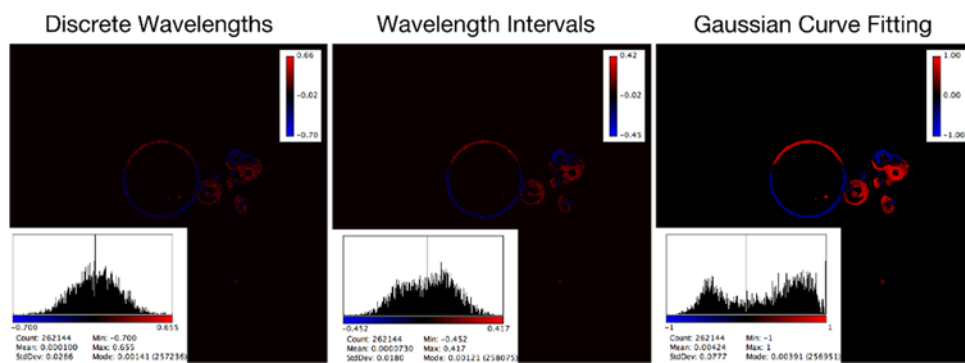 Discrete Wavelengths
Wavelength Intervals
Gaussian Curve Fitting
0.66
-0.02
-0.70
0.42
-0.02
-0.45
1.00
0.00
-1.00
-0.700 0.655
Count: 262144 Min: -0.700
Mean: 0.000100 Max: 0.655
StdDev: 0.0266 Mode: 0.00141 (257236)
-0.452 0.417
Count: 262144 Min: -0.452
Mean: 0.0000730 Max: 0.417
StdDev: 0.0180 Mode: 0.00121 (258075)
-1 1
Count: 262144 Min: -1
Mean: 0.00424 Max: 1
StdDev: 0.0777 Mode: 0.00191 (256951)